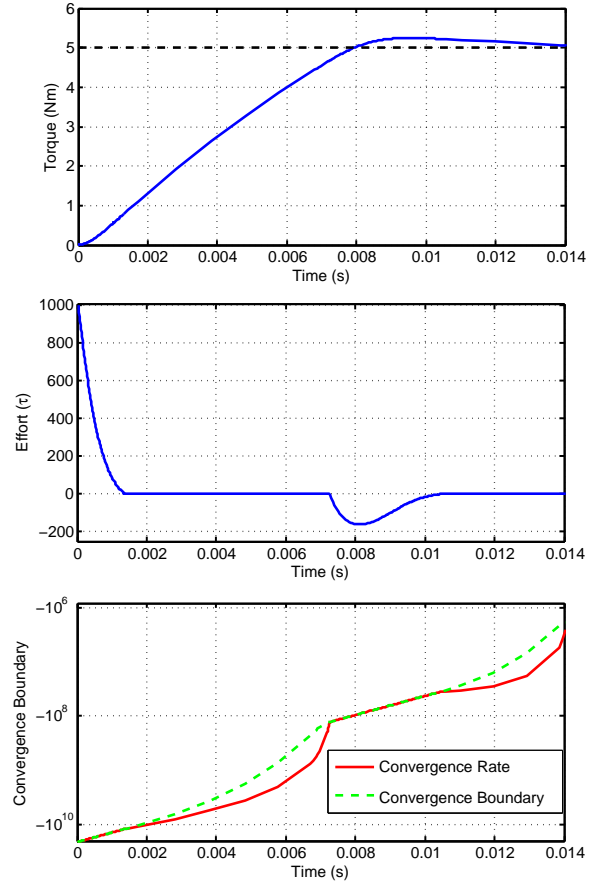 6
5
4
3
2
1
0
Torque (Nm)
0 0.002 0.004 0.006 0.008 0.01 0.012 0.014
Time (s)
1000
800
600
400
200
0
−200
Effort (τ)
0 0.002 0.004 0.006 0.008 0.01 0.012 0.014
Time (s)
−10^6
−10^8
−10^10
Convergence Boundary
Convergence Rate
Convergence Boundary
0 0.002 0.004 0.006 0.008 0.01 0.012 0.014
Time (s)